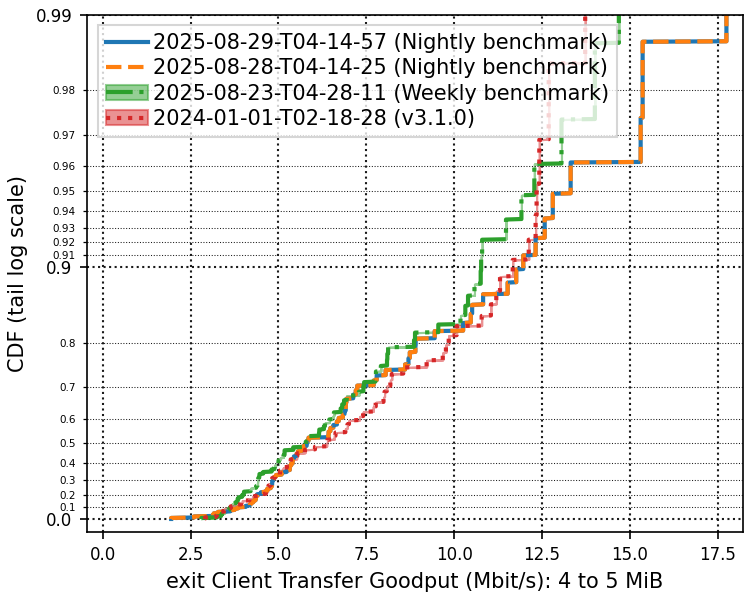 0.99
2025-08-29-T04-14-57 (Nightly benchmark)
2025-08-28-T04-14-25 (Nightly benchmark)
2025-08-23-T04-28-11 (Weekly benchmark)
2024-01-01-T02-18-28 (v3.1.0)
0.98
0.97
0.96
0.95
0.94
0.93
0.92
0.91
0.9
0.8
0.7
0.6
0.5
0.4
0.3
0.2
0.1
0.0
CDF (tail log scale)
0.0 2.5 5.0 7.5 10.0 12.5 15.0 17.5
exit Client Transfer Goodput (Mbit/s): 4 to 5 MiB